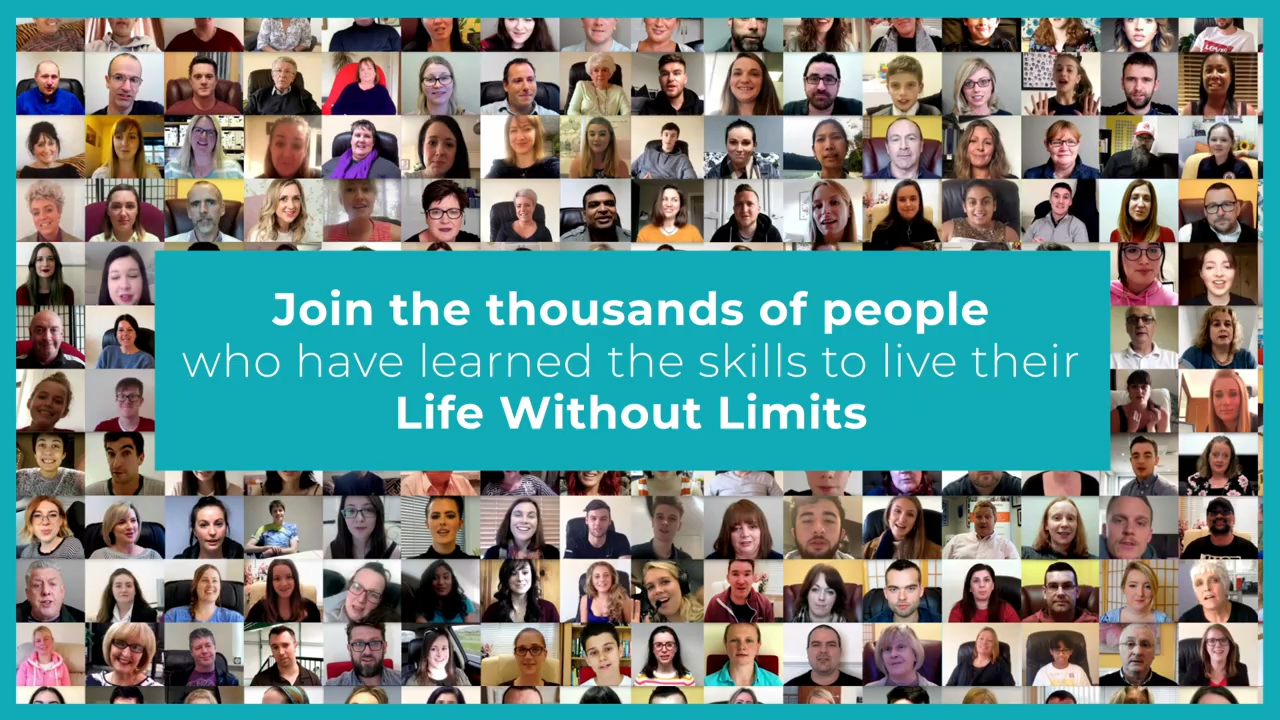 Join the thousands of people
who have learned the skills to live their
Life Without Limits